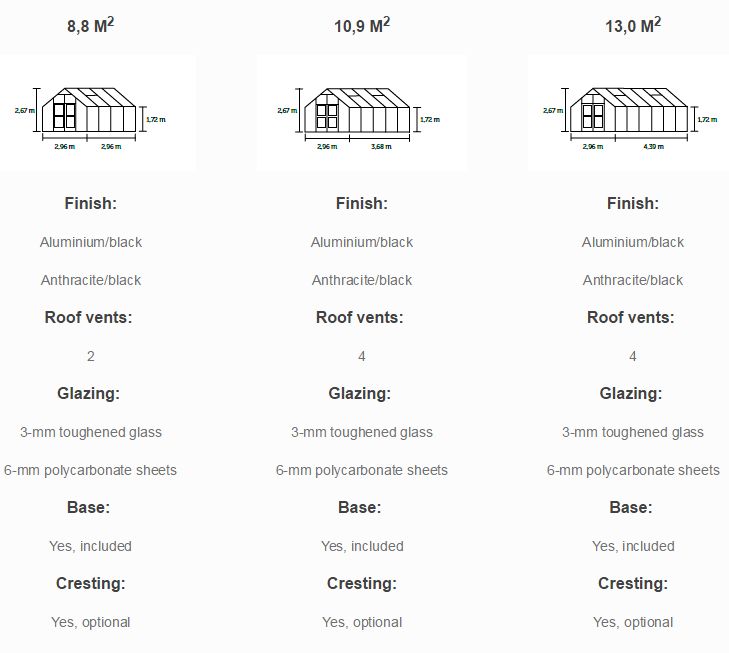 8,8 M²
10,9 M²
13,0 M²
2,67 m
1,72 m
2,96 m
2,96 m
2,67 m
1,72 m
2,96 m
3,68 m
2,67 m
1,72 m
2,96 m
4,39 m
Finish:
Finish:
Finish:
Aluminium/black
Aluminium/black
Aluminium/black
Anthracite/black
Anthracite/black
Anthracite/black
Roof vents:
Roof vents:
Roof vents:
2
4
4
Glazing:
Glazing:
Glazing:
3-mm toughened glass
3-mm toughened glass
3-mm toughened glass
6-mm polycarbonate sheets
6-mm polycarbonate sheets
6-mm polycarbonate sheets
Base:
Base:
Base:
Yes, included
Yes, included
Yes, included
Cresting:
Cresting:
Cresting:
Yes, optional
Yes, optional
Yes, optional